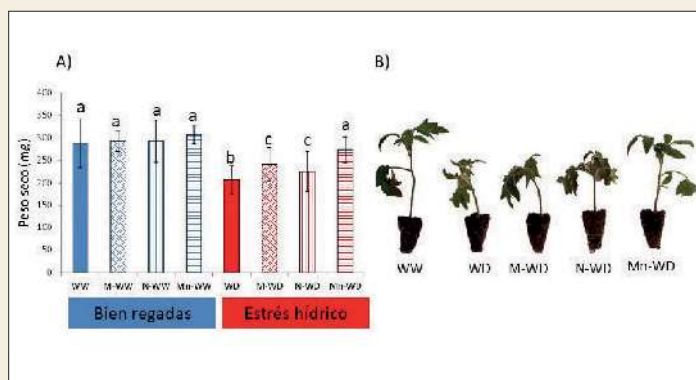 A)
Peso seco (mg)
400
350
300
250
200
150
100
50
0
a a a a b c c a
WW M-WW N-WW Mn-WW WD M-WD N-WD Mn-WD
Bien regadas Estrés hídrico
B)
WW WD M-WD N-WD Mn-WD